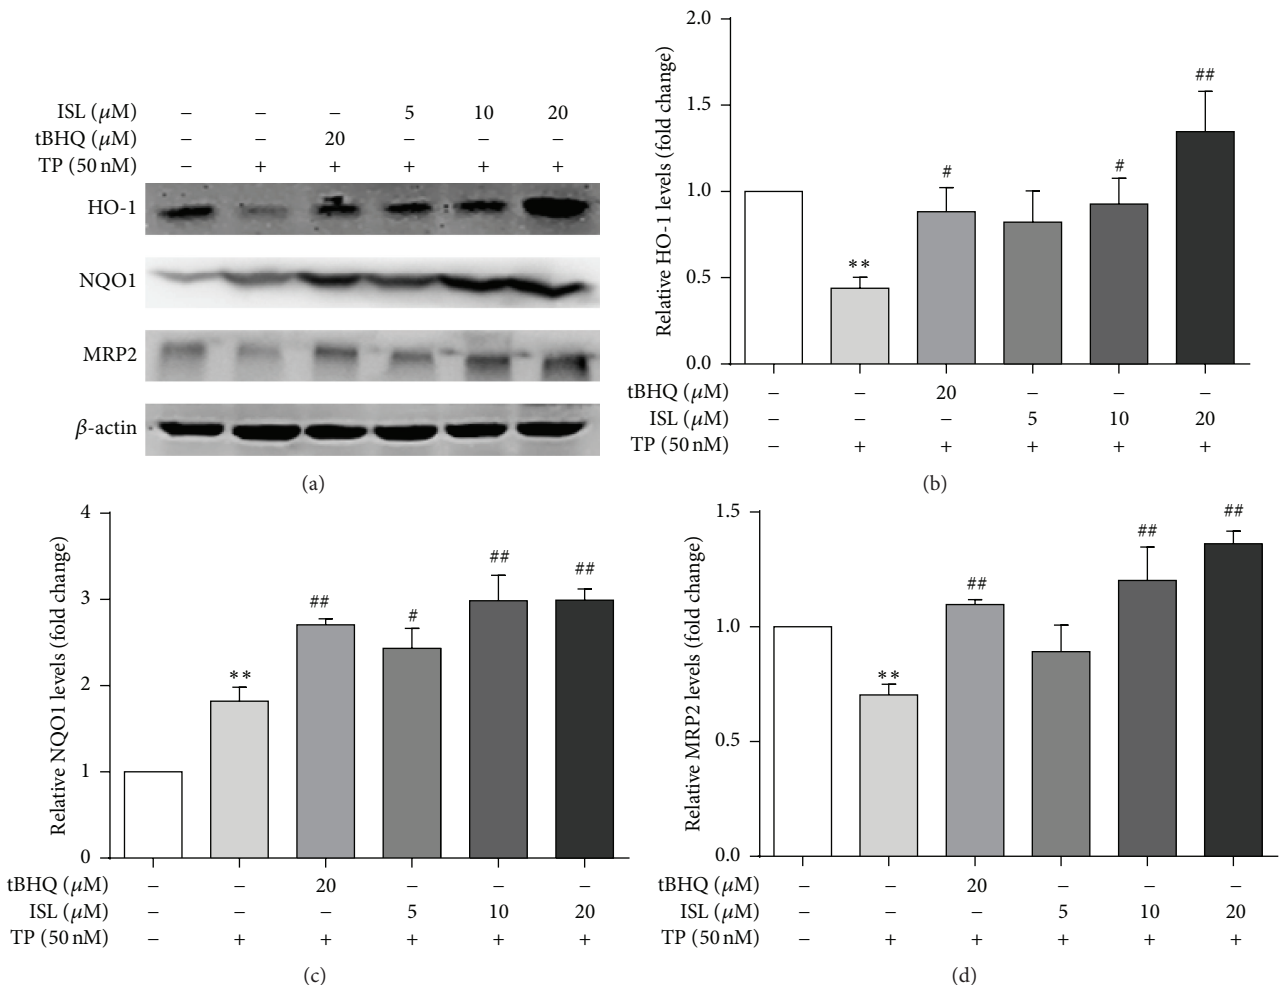 ISL (μM) – – – 5 10 20
tBHQ (μM) – – 20 – – –
TP (50 nM) – + + + + +
HO-1
NQO1
MRP2
β-actin
(a)
Relative HO-1 levels (fold change)
2.0
1.5
1.0
0.5
0.0
**
#
#
##
tBHQ (μM) – – 20 – – –
ISL (μM) – – – 5 10 20
TP (50 nM) – + + + + +
(b)
Relative NQO1 levels (fold change)
4
3
2
1
0
**
##
#
##
##
tBHQ (μM) – – 20 – – –
ISL (μM) – – – 5 10 20
TP (50 nM) – + + + + +
(c)
Relative MRP2 levels (fold change)
1.5
1.0
0.5
0.0
**
##
##
##
tBHQ (μM) – – 20 – – –
ISL (μM) – – – 5 10 20
TP (50 nM) – + + + + +
(d)